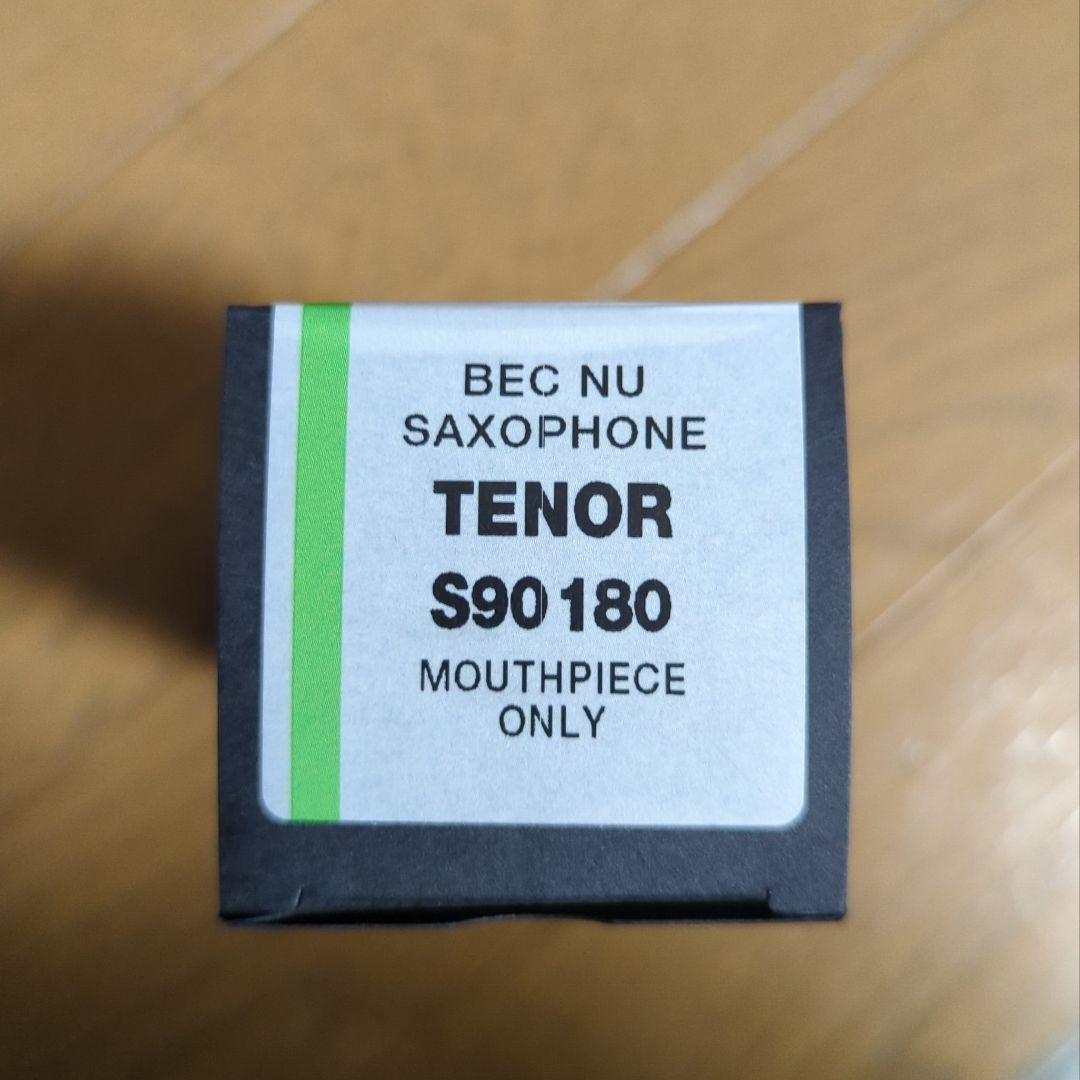 BEC NU
SAXOPHONE
TENOR
S90 180
MOUTHPIECE
ONLY